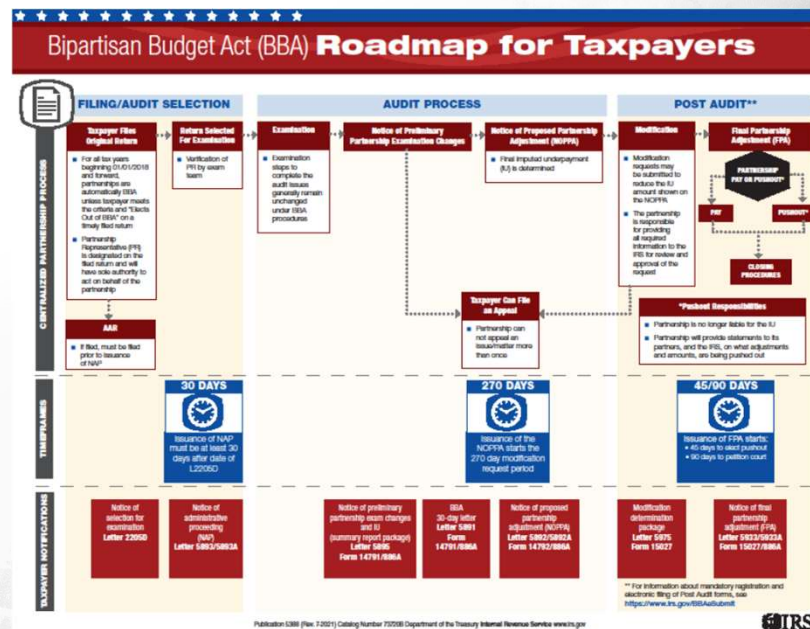 Bipartisan Budget Act (BBA) Roadmap for Taxpayers
FILING/AUDIT SELECTION
AUDIT PROCESS
POST AUDIT**
CENTRALIZED PARTNERSHIP PROCESS
Taxpayer Files
Original Return
For all tax years
beginning 01/01/2018
and forward,
partnerships are
automatically BBA
unless taxpayer meets
the criteria and "Elects
Out of BBA" on a
timely filed return
Partnership
Representative (PR)
is designated on the
filed return and will
have sole authority to
act on behalf of the
partnership
AAR
If filed, must be filed
prior to issuance
of NAP
Return Selected
For Examination
Verification of
PR by exam
team
Examination
Examination
steps to
complete the
audit issues
generally remain
unchanged
under BBA
procedures
Notice of Preliminary
Partnership Examination Changes
Notice of Proposed Partnership
Adjustment (NOPPA)
Final imputed underpayment
(IU) is determined
Taxpayer Can File
an Appeal
Partnership can
not appeal an
issue/matter more
than once
Modification
Modification
requests may
be submitted to
reduce the IU
amount shown on
the NOPPA
The partnership
is responsible
for providing
all required
information to the
IRS for review and
approval of the
request
Final Partnership
Adjustment (FPA)
PARTNERSHIP
PAY OR PUSHOUT*
PAY
PUSHOUT*
CLOSING
PROCEDURES
*Pushout Responsibilities
Partnership is no longer liable for the IU
Partnership will provide statements to its
partners, and the IRS, on what adjustments
and amounts, are being pushed out
TIMEFRAMES
30 DAYS
Issuance of NAP
must be at least 30
days after date of
L2205D
270 DAYS
Issuance of the
NOPPA starts the
270 day modification
request period
45/90 DAYS
Issuance of FPA starts:
• 45 days to elect pushout
• 90 days to petition court
TAXPAYER NOTIFICATIONS
Notice of
selection for
examination
Letter 2205D
Notice of
administrative
proceeding
(NAP)
Letter 5893/5893A
Notice of preliminary
partnership exam changes
and IU
(summary report package)
Letter 5895
Form
14791/886A
BBA
30-day letter
Letter 5891
Form
14791/886A
Notice of proposed
partnership
adjustment (NOPPA)
Letter 5892/5892A
Form 14792/886A
Modification
determination
package
Letter 5975
Form 15027
Notice of final
partnership
adjustment (FPA)
Letter 5933/5933A
Form 15027/886A
** For information about mandatory registration and
electronic filing of Post Audit forms, see
https://www.irs.gov/BBAeSubmit
Publication 5388 (Rev. 7-2021) Catalog Number 73720B Department of the Treasury Internal Revenue Service www.irs.gov
IRS